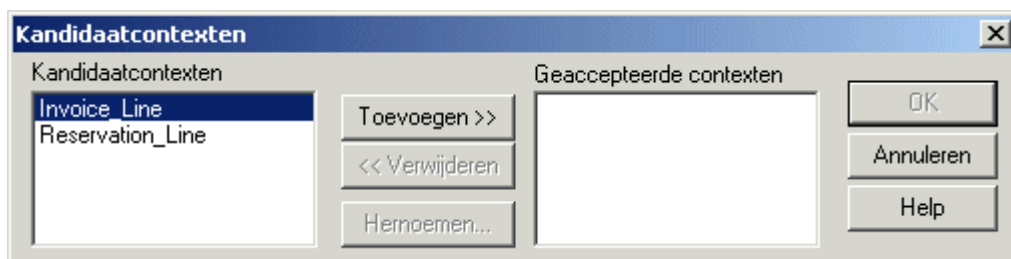 Kandidaatcontexten
Kandidaatcontexten
Geaccepteerde contexten
Invoice_Line
Reservation_Line
Toevoegen >>
<< Verwijderen
Hernoemen...
OK
Annuleren
Help